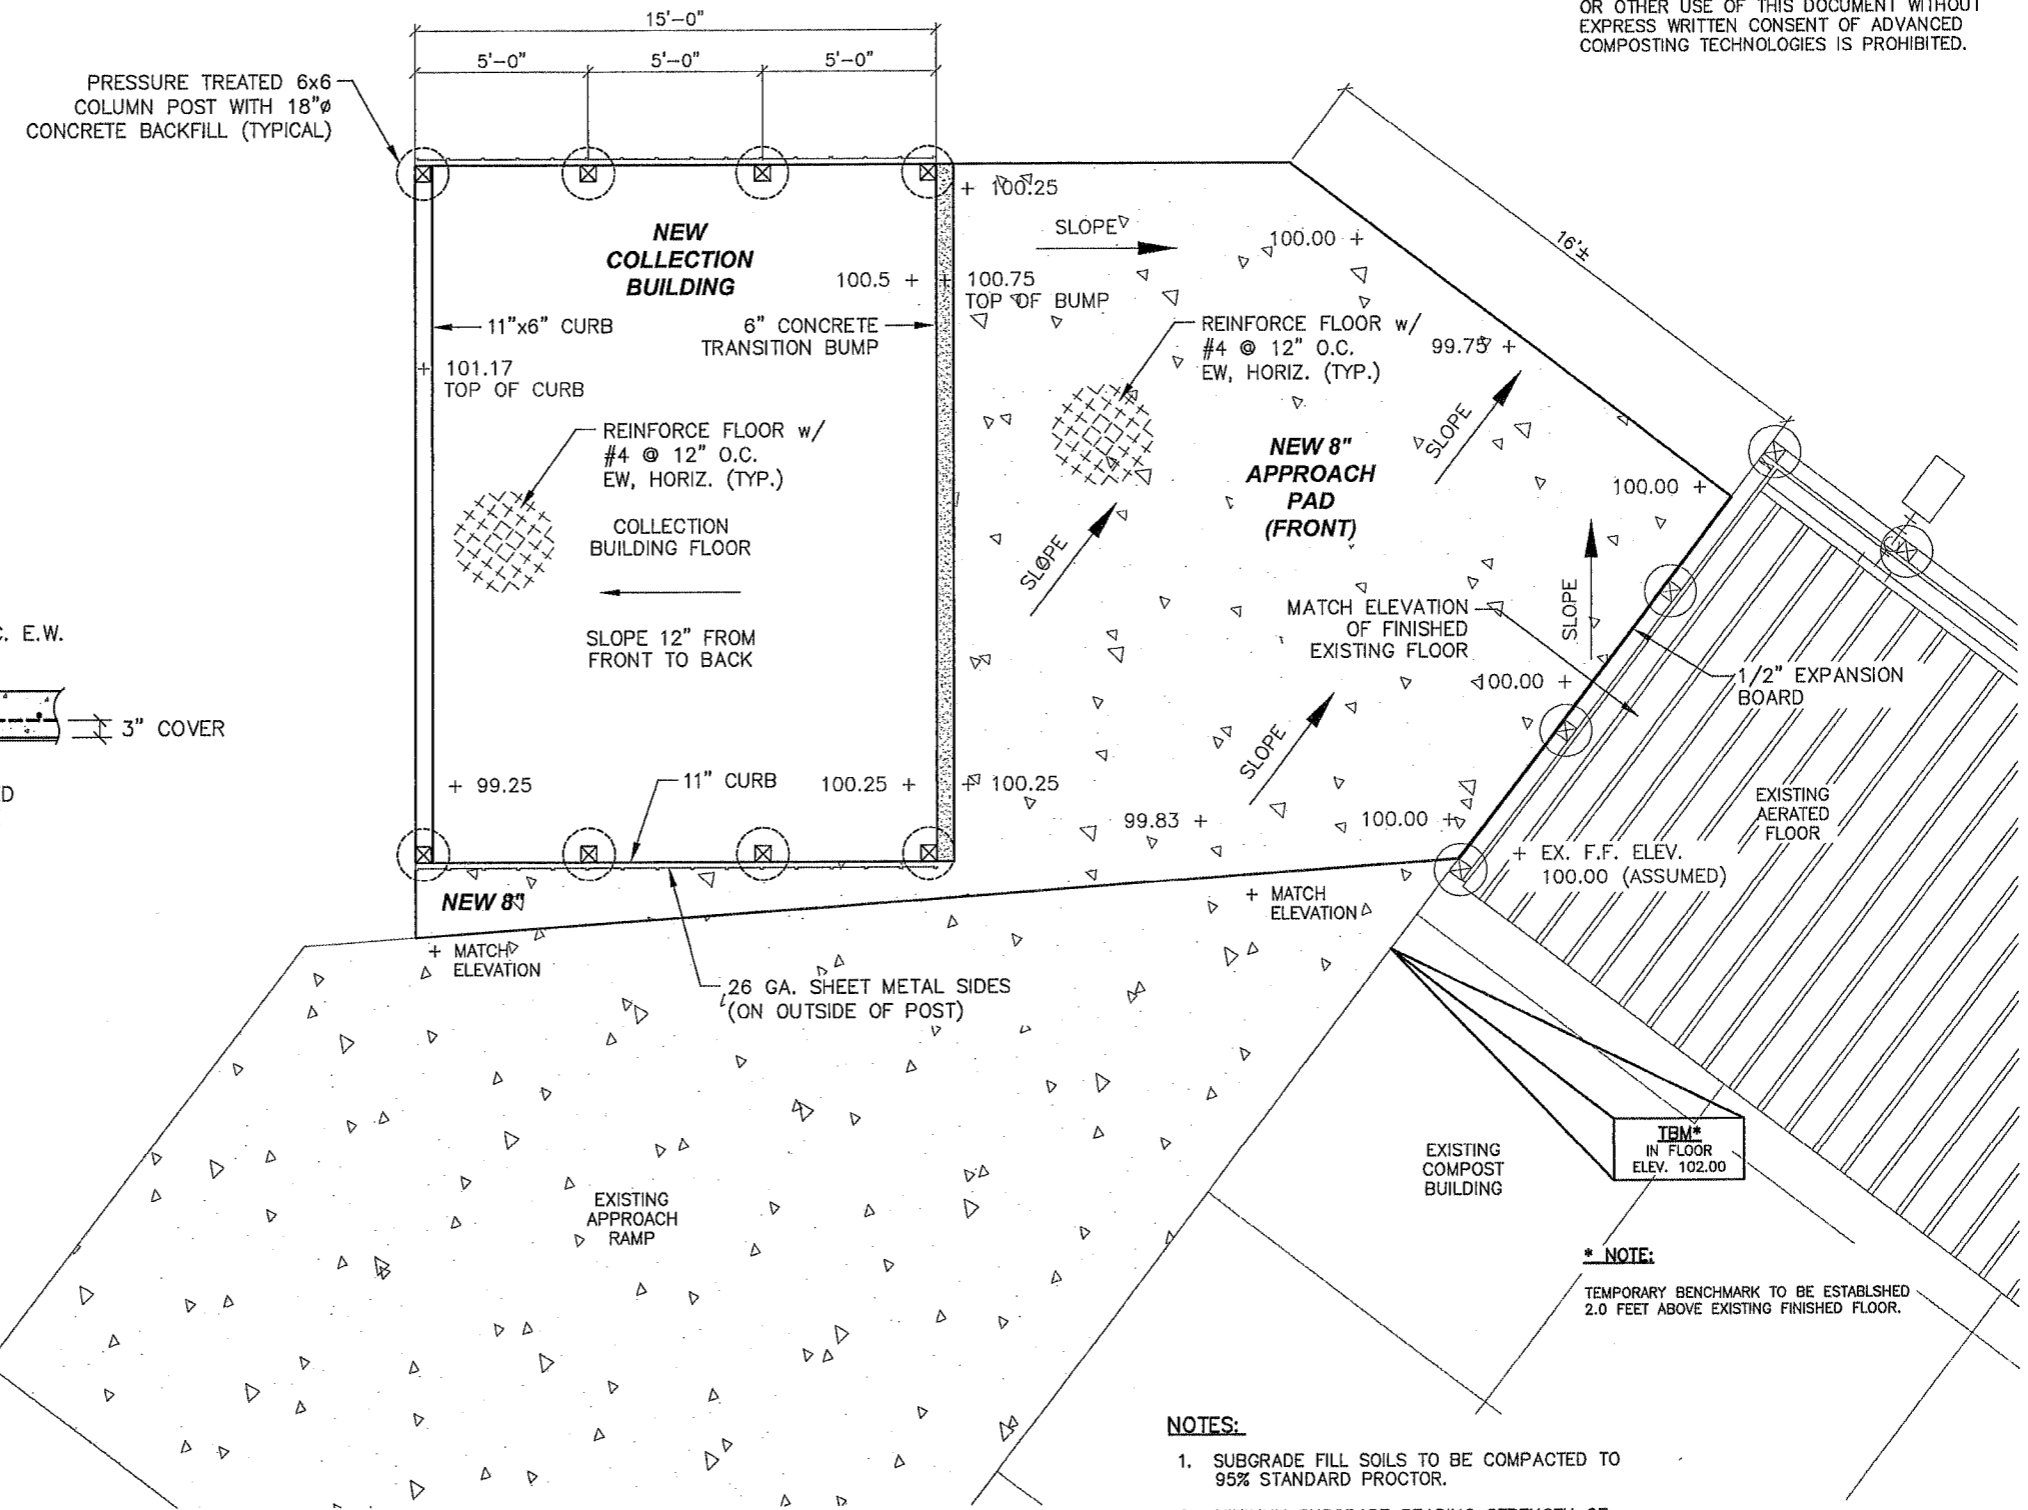 OR OTHER USE OF THIS DOCUMENT WITHOUT
EXPRESS WRITTEN CONSENT OF ADVANCED
COMPOSTING TECHNOLOGIES IS PROHIBITED.
15'-0"
5'-0"
5'-0"
5'-0"
PRESSURE TREATED 6x6
COLUMN POST WITH 18"ø
CONCRETE BACKFILL (TYPICAL)
NEW
COLLECTION
BUILDING
100.25
SLOPE
100.00
16'±
100.5
100.75
TOP OF BUMP
11"x6" CURB
6" CONCRETE
TRANSITION BUMP
101.17
TOP OF CURB
REINFORCE FLOOR w/
#4 @ 12" O.C.
EW, HORIZ. (TYP.)
99.75
SLOPE
REINFORCE FLOOR w/
#4 @ 12" O.C.
EW, HORIZ. (TYP.)
NEW 8"
APPROACH
PAD
(FRONT)
100.00
COLLECTION
BUILDING FLOOR
SLOPE
SLOPE
MATCH ELEVATION
OF FINISHED
EXISTING FLOOR
SLOPE 12" FROM
FRONT TO BACK
C. E.W.
3" COVER
100.00
1/2" EXPANSION
BOARD
SLOPE
99.25
11" CURB
100.25
100.25
99.83
100.00
EXISTING
AERATED
FLOOR
EX. F.F. ELEV.
100.00 (ASSUMED)
NEW 8"
MATCH
ELEVATION
MATCH
ELEVATION
26 GA. SHEET METAL SIDES
(ON OUTSIDE OF POST)
TBM*
IN FLOOR
ELEV. 102.00
EXISTING
COMPOST
BUILDING
EXISTING
APPROACH
RAMP
* NOTE:
TEMPORARY BENCHMARK TO BE ESTABLSHED
2.0 FEET ABOVE EXISTING FINISHED FLOOR.
NOTES:
1. SUBGRADE FILL SOILS TO BE COMPACTED TO
95% STANDARD PROCTOR.